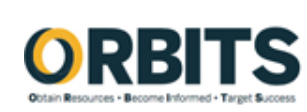 ORBITS
Obtain Resources • Become Informed • Target Success